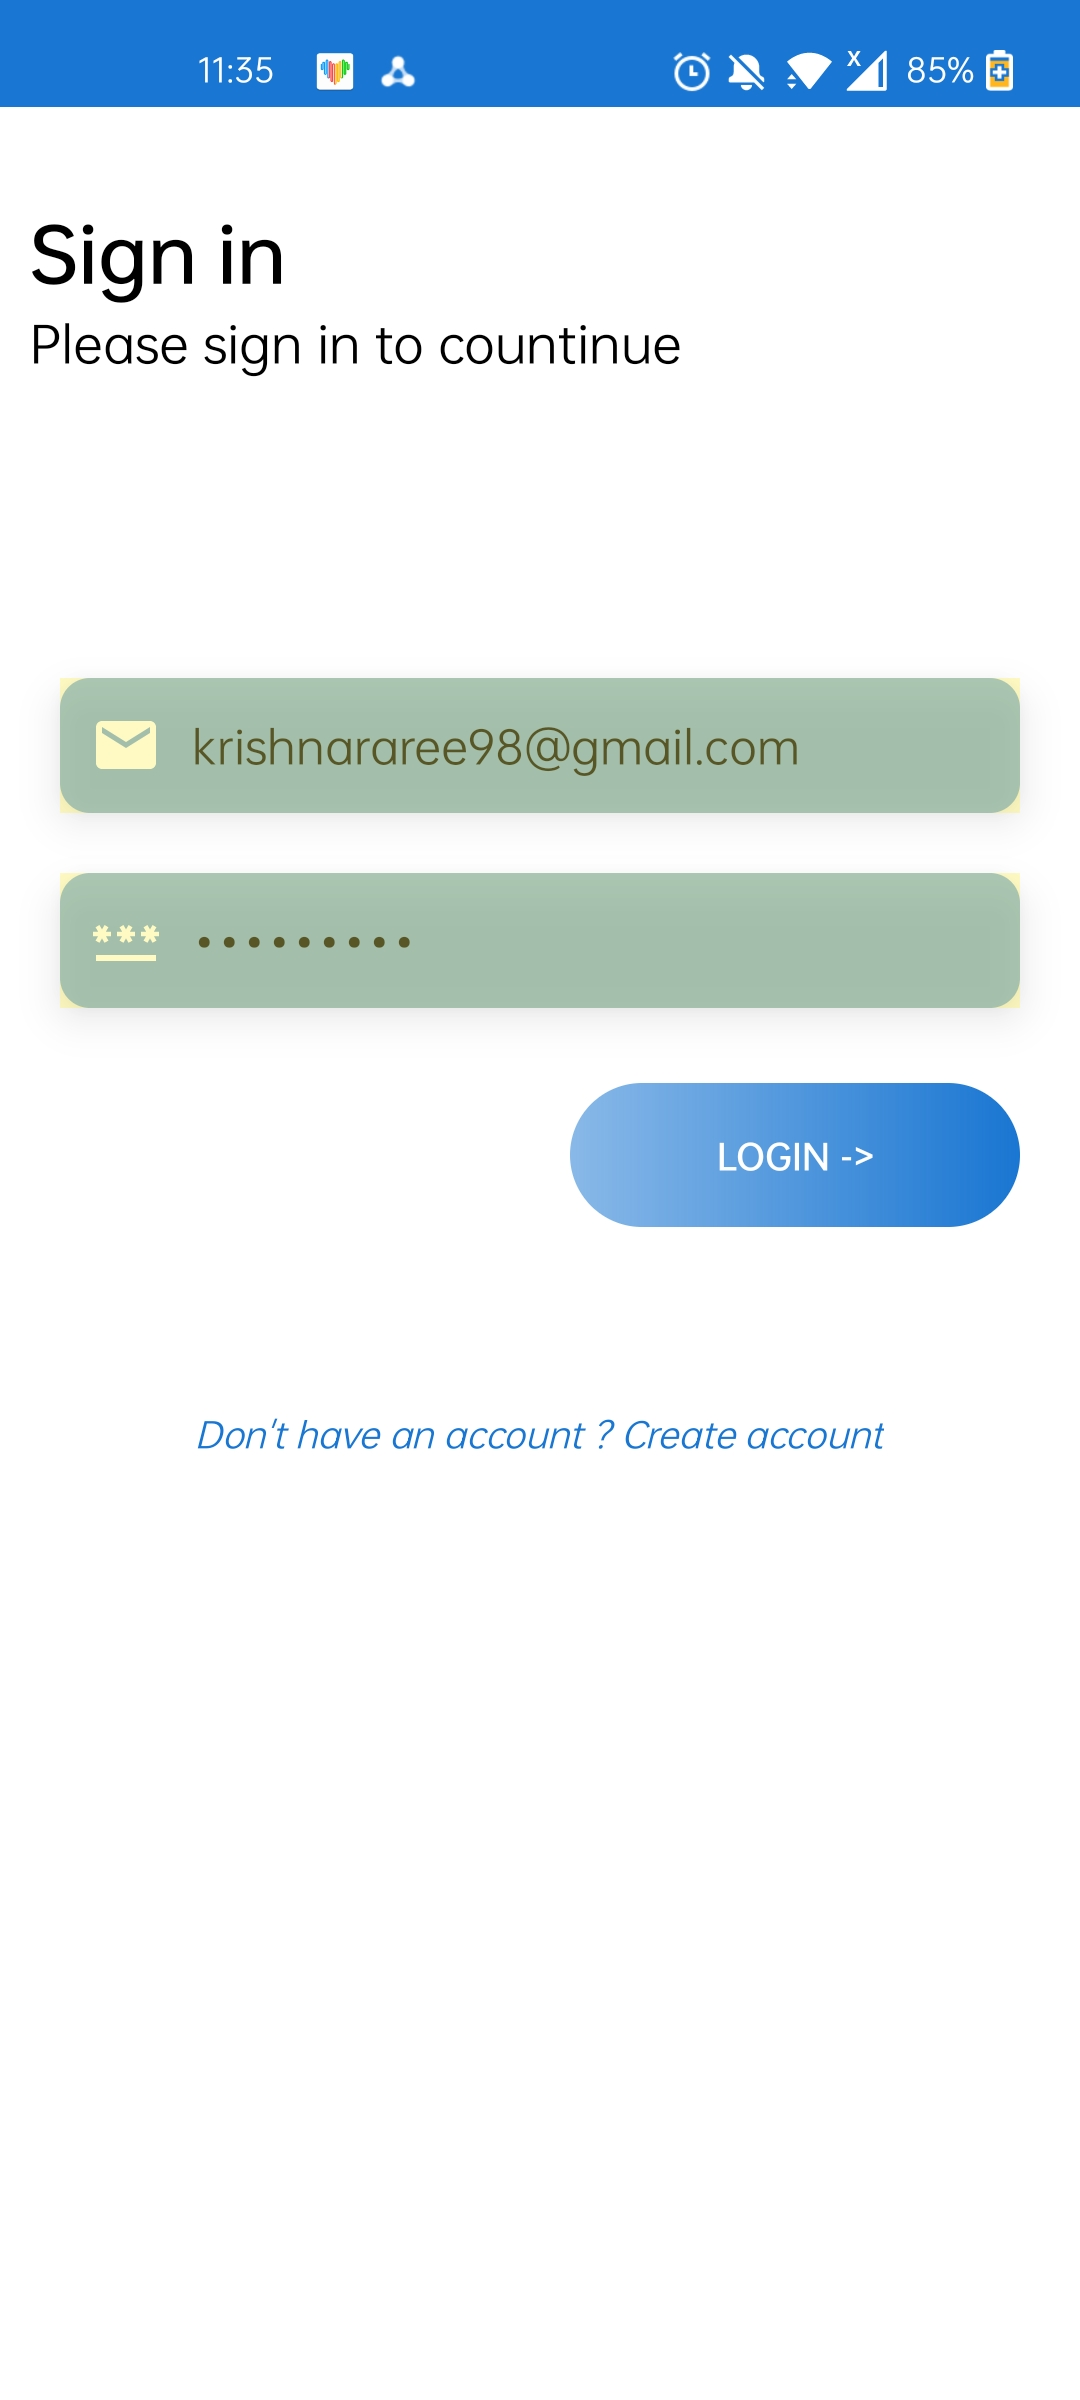 11:35 85%
Sign in
Please sign in to countinue
krishnararee98@gmail.com
•••••••••
LOGIN ->
Don't have an account ? Create account